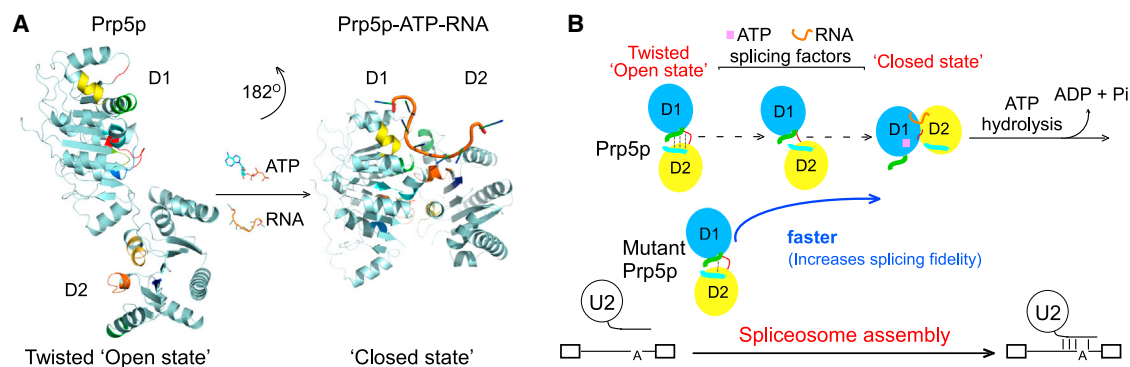 A
Prp5p
Prp5p-ATP-RNA
D1
182°
D1
D2
ATP
RNA
D2
Twisted 'Open state'
'Closed state'
B
ATP
RNA
Twisted
'Open state'
splicing factors
'Closed state'
D1
D1
D1
D2
ATP
hydrolysis
ADP + Pi
Prp5p
D2
D2
Mutant
Prp5p
D1
D2
faster
(Increases splicing fidelity)
U2
A
Spliceosome assembly
U2
A